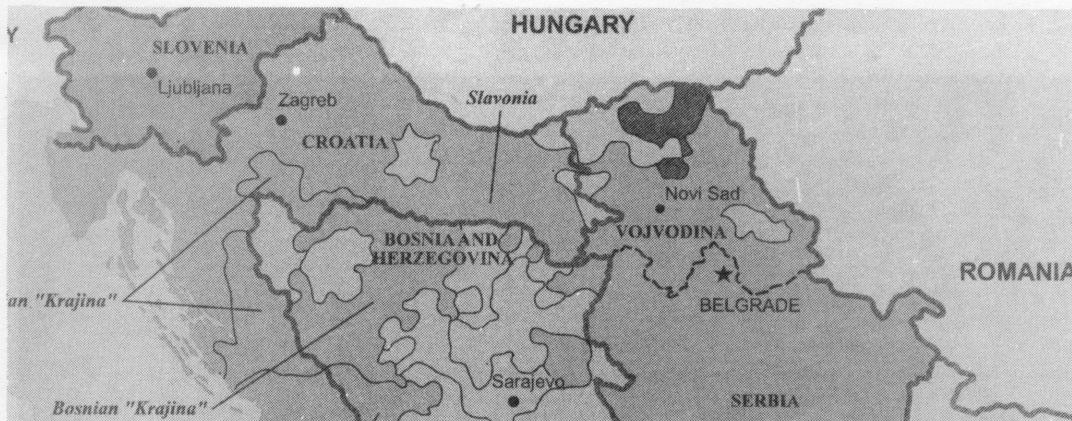 HUNGARY
Y
SLOVENIA
Ljubljana
Zagreb
Slavonia
CROATIA
Novi Sad
BOSNIA AND
HERZEGOVINA
VOJVODINA
ROMANIA
BELGRADE
"Krajina"
Sarajevo
SERBIA
Bosnian "Krajina"